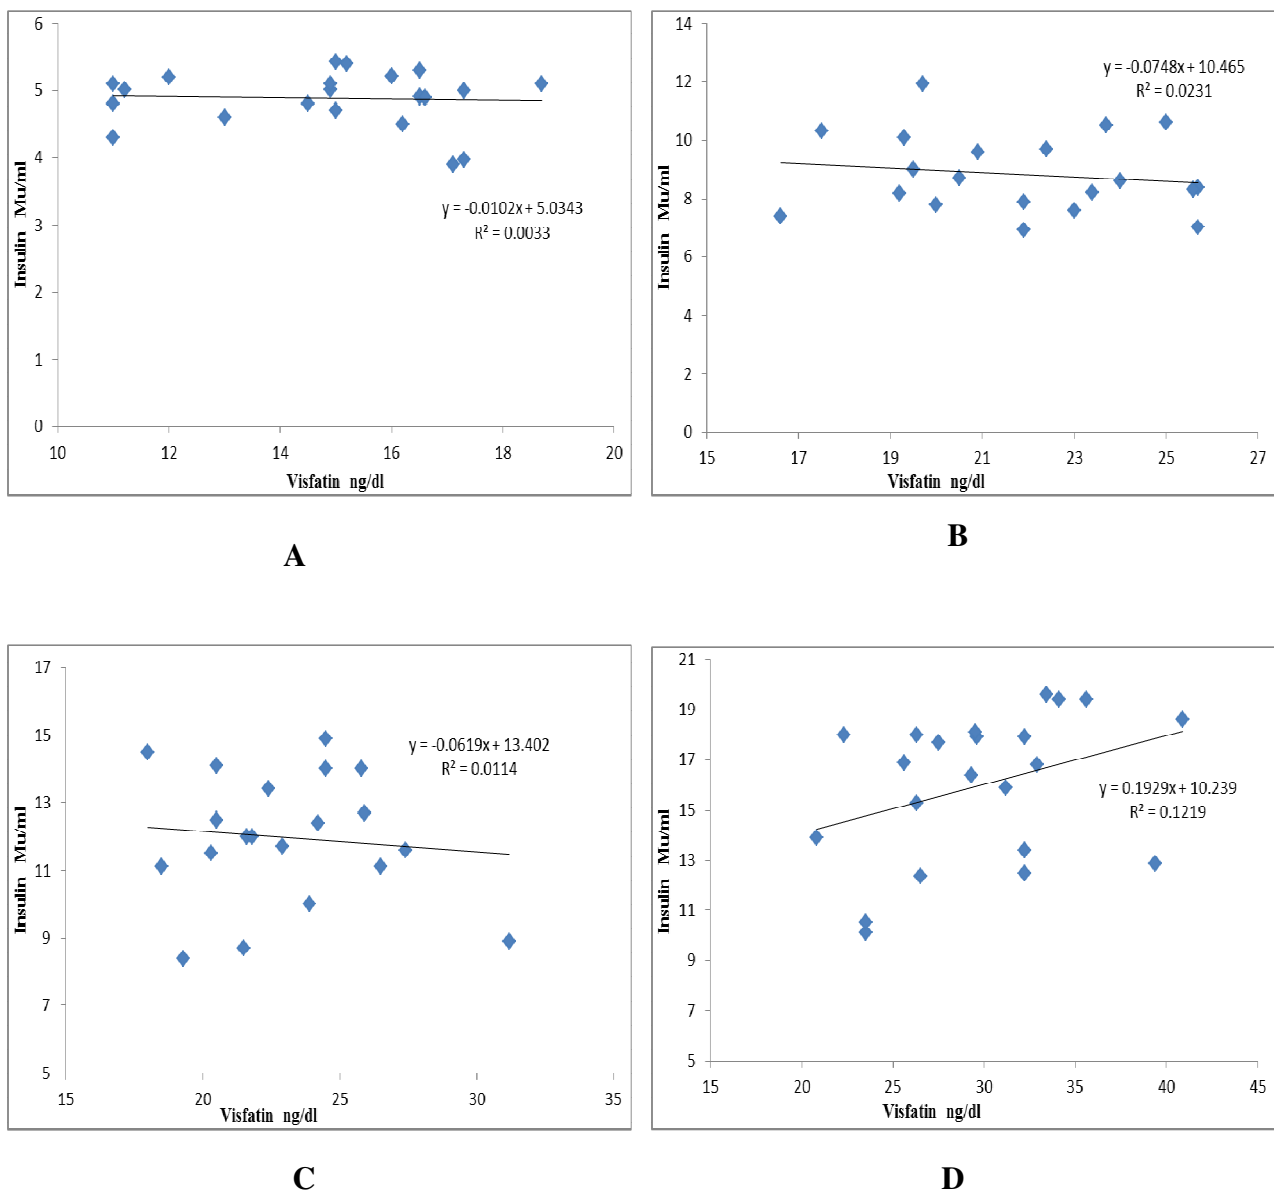 6
5
4
3
2
1
0
Insulin Mu/ml
y = -0.0102x + 5.0343
R² = 0.0033
10 12 14 16 18 20
Visfatin ng/dl
A
14
12
10
8
6
4
2
0
Insulin Mu/ml
y = -0.0748x + 10.465
R² = 0.0231
15 17 19 21 23 25 27
Visfatin ng/dl
B
17
15
13
11
9
7
5
Insulin Mu/ml
y = -0.0619x + 13.402
R² = 0.0114
15 20 25 30 35
Visfatin ng/dl
C
21
19
17
15
13
11
9
7
5
Insulin Mu/ml
y = 0.1929x + 10.239
R² = 0.1219
15 20 25 30 35 40 45
Visfatin ng/dl
D